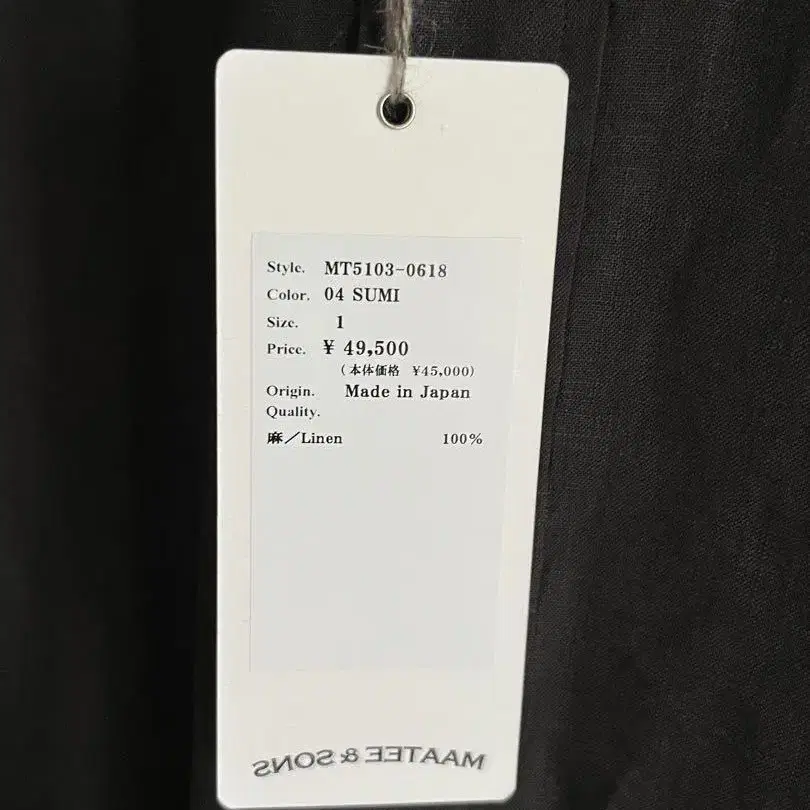 Style. MT5103-0618
Color. 04 SUMI
Size. 1
Price. ¥ 49,500
(本体価格 ¥45,000)
Origin. Made in Japan
Quality.
麻/Linen 100%
MAATEE & SONS